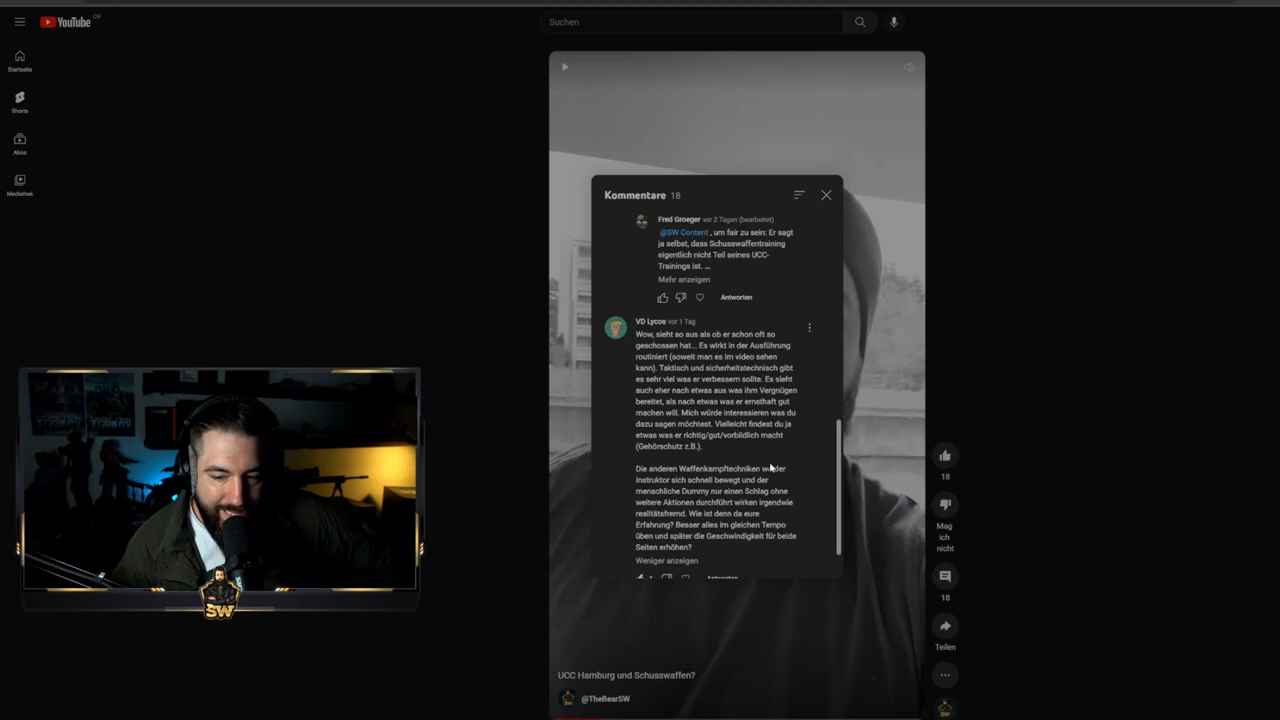 YouTube CH
Suchen
Startseite
Shorts
Abos
Mediathek
Kommentare 18
Fred Groeger vor 2 Tagen (bearbeitet)
@SW Content , um fair zu sein: Er sagt
ja selbst, dass Schusswaffentraining
eigentlich nicht Teil seines UCC-
Trainings ist. ...
Mehr anzeigen
Antworten
VD Lycos vor 1 Tag
Wow, sieht so aus als ob er schon oft so
geschossen hat... Es wirkt in der Ausführung
routiniert (soweit man es im video sehen
kann). Taktisch und sicherheitstechnisch gibt
es sehr viel was er verbessern sollte. Es sieht
auch eher nach etwas aus was ihm Vergnügen
bereitet, als nach etwas was er ernsthaft gut
machen will. Mich würde interessieren was du
dazu sagen möchtest. Vielleicht findest du ja
etwas was er richtig/gut/vorbildlich macht
(Gehörschutz z.B.).
Die anderen Waffenkampftechniken wo der
Instruktor sich schnell bewegt und der
menschliche Dummy nur einen Schlag ohne
weitere Aktionen durchführt wirken irgendwie
realitätsfremd. Wie ist denn da eure
Erfahrung? Besser alles im gleichen Tempo
üben und später die Geschwindigkeit für beide
Seiten erhöhen?
Weniger anzeigen
Antworten
18
Mag
ich
nicht
18
Teilen
UCC Hamburg und Schusswaffen?
@TheBearSW
SW